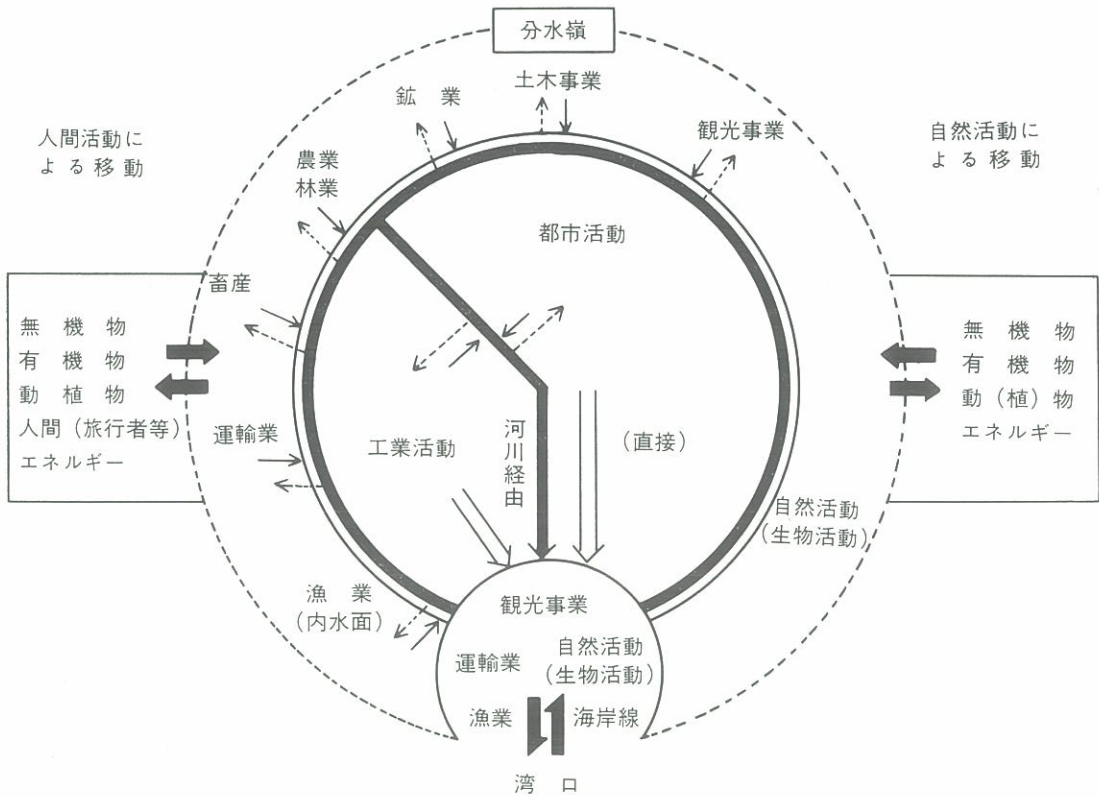 分水嶺
土木事業
鉱業
観光事業
人間活動に
よる移動
自然活動に
よる移動
農業
林業
都市活動
畜産
無機物
有機物
動植物
人間(旅行者等)
エネルギー
無機物
有機物
動(植)物
エネルギー
運輸業
工業活動
河川経由
(直接)
自然活動
(生物活動)
漁業
(内水面)
観光事業
運輸業
自然活動
(生物活動)
漁業
海岸線
湾口